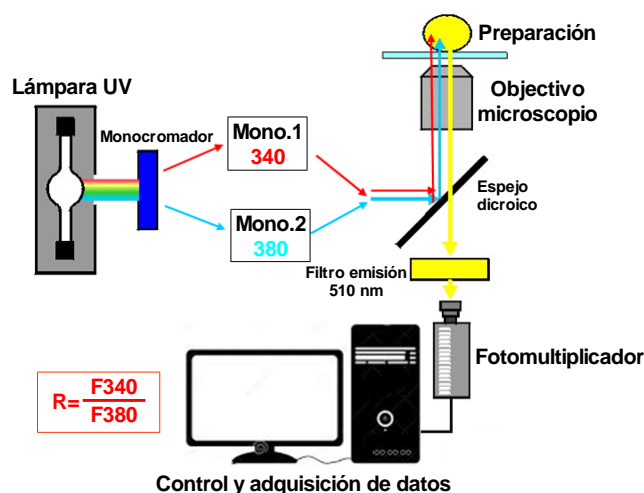 Preparación
Lámpara UV
Objectivo
microscopio
Monocromador
Mono.1
340
Mono.2
380
Espejo
dicroico
Filtro emisión
510 nm
Fotomultiplicador
R= F340
F380
Control y adquisición de datos